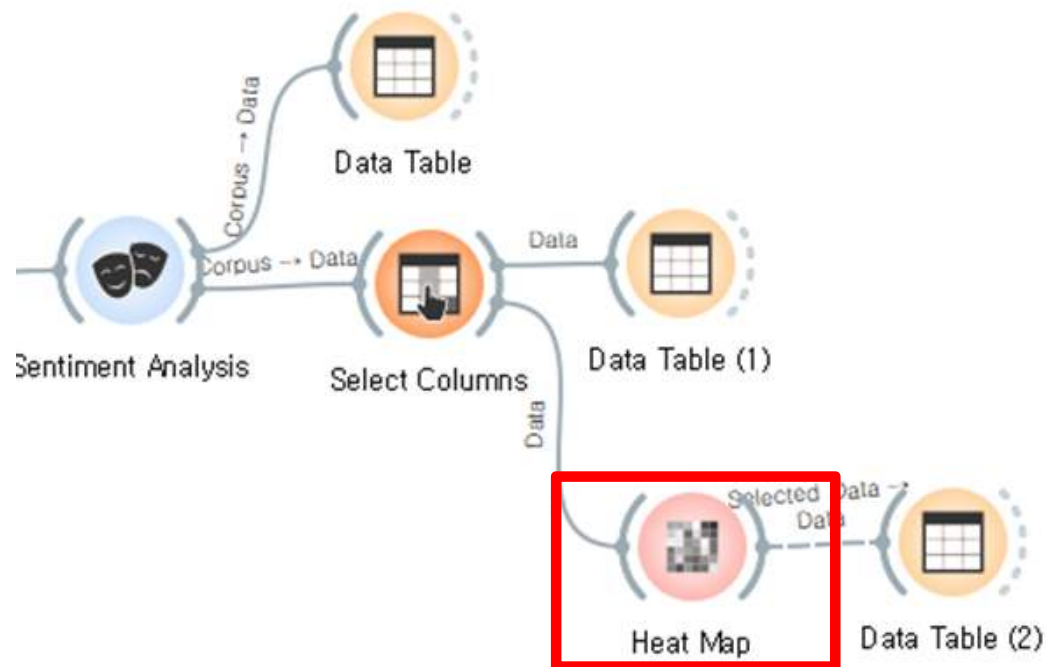 Corpus → Data
Data Table
Corpus → Data
Data
Sentiment Analysis
Select Columns
Data Table (1)
Data
Selected Data →
Data
Heat Map
Data Table (2)